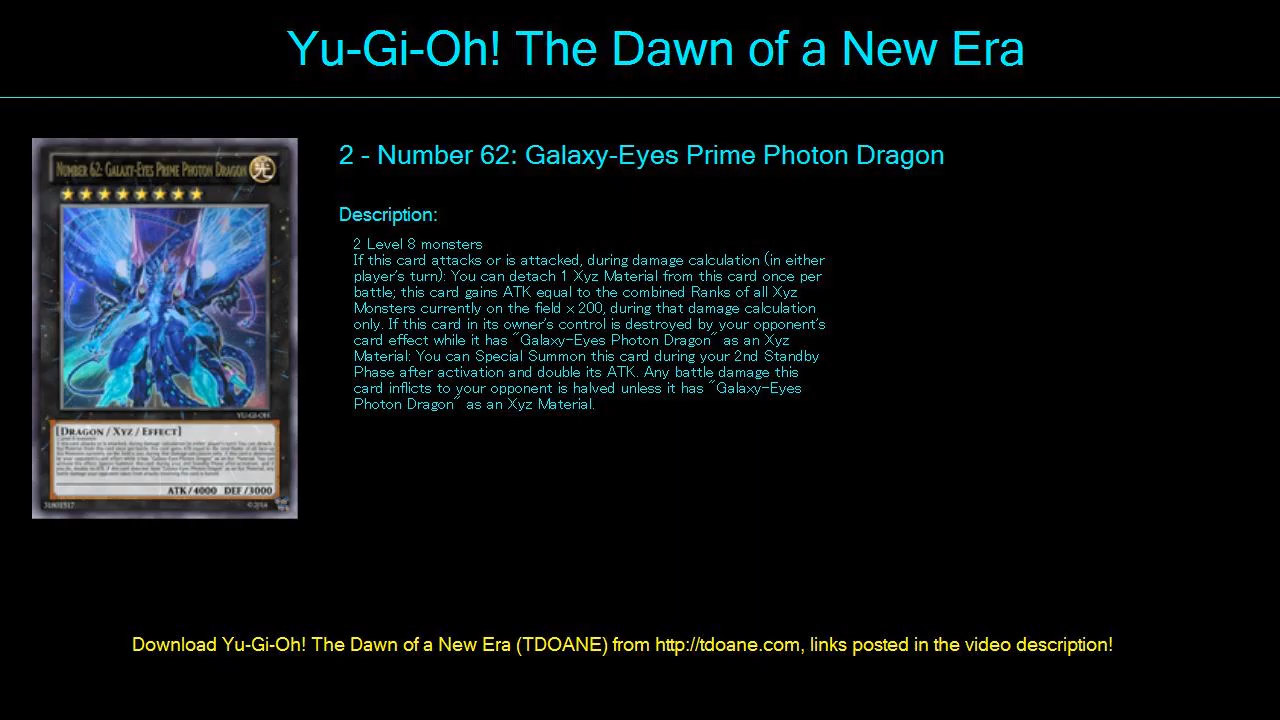 Yu-Gi-Oh! The Dawn of a New Era
NUMBER 62: GALAXY-EYES PRIME PHOTON DRAGON
光
YU-GI-OH
[DRAGON / XYZ / EFFECT]
ATK/4000 DEF/3000
31801517
2 - Number 62: Galaxy-Eyes Prime Photon Dragon
Description:
2 Level 8 monsters
If this card attacks or is attacked, during damage calculation (in either
player's turn): You can detach 1 Xyz Material from this card once per
battle; this card gains ATK equal to the combined Ranks of all Xyz
Monsters currently on the field x 200, during that damage calculation
only. If this card in its owner's control is destroyed by your opponent's
card effect while it has "Galaxy-Eyes Photon Dragon" as an Xyz
Material: You can Special Summon this card during your 2nd Standby
Phase after activation and double its ATK. Any battle damage this
card inflicts to your opponent is halved unless it has "Galaxy-Eyes
Photon Dragon" as an Xyz Material.
Download Yu-Gi-Oh! The Dawn of a New Era (TDOANE) from http://tdoane.com, links posted in the video description!